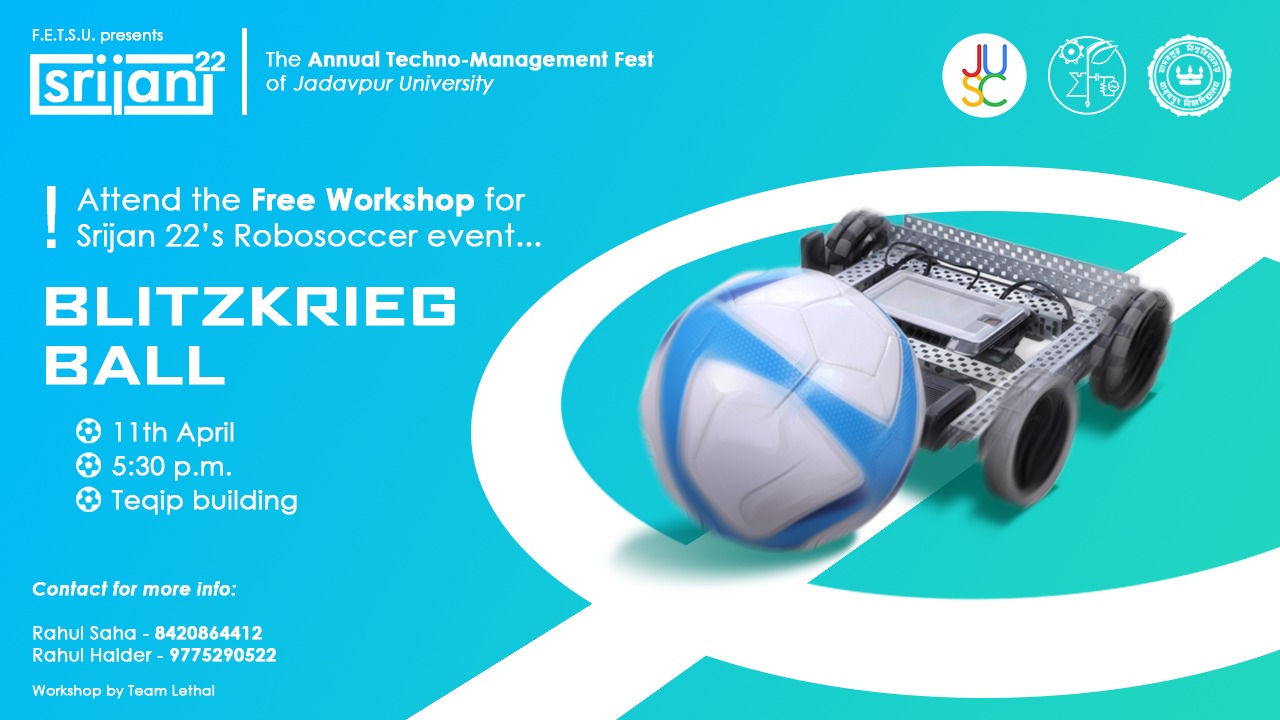 F.E.T.S.U. presents
srijan 22
The Annual Techno-Management Fest
of Jadavpur University
JU
SC
! Attend the Free Workshop for
Srijan 22’s Robosoccer event...
BLITZKRIEG
BALL
11th April
5:30 p.m.
Teqip building
Contact for more info:
Rahul Saha - 8420864412
Rahul Halder - 9775290522
Workshop by Team Lethal